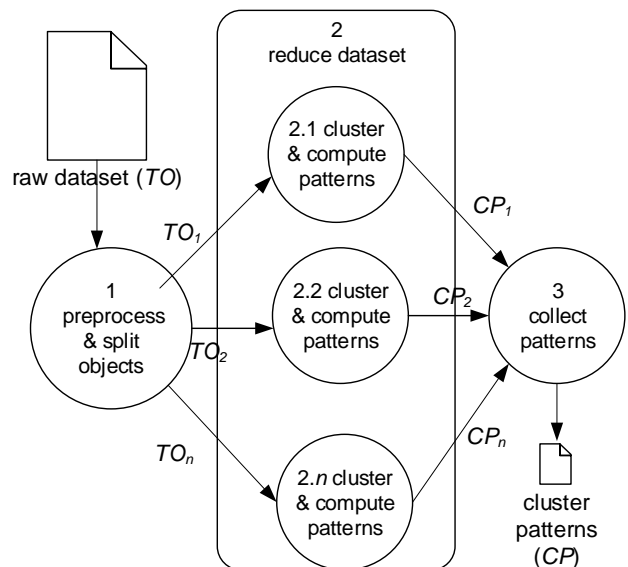 2
reduce dataset
raw dataset (TO)
2.1 cluster
& compute
patterns
TO1
CP1
1
preprocess
& split
objects
TO2
2.2 cluster
& compute
patterns
CP2
3
collect
patterns
TOn
2.n cluster
& compute
patterns
CPn
cluster
patterns
(CP)